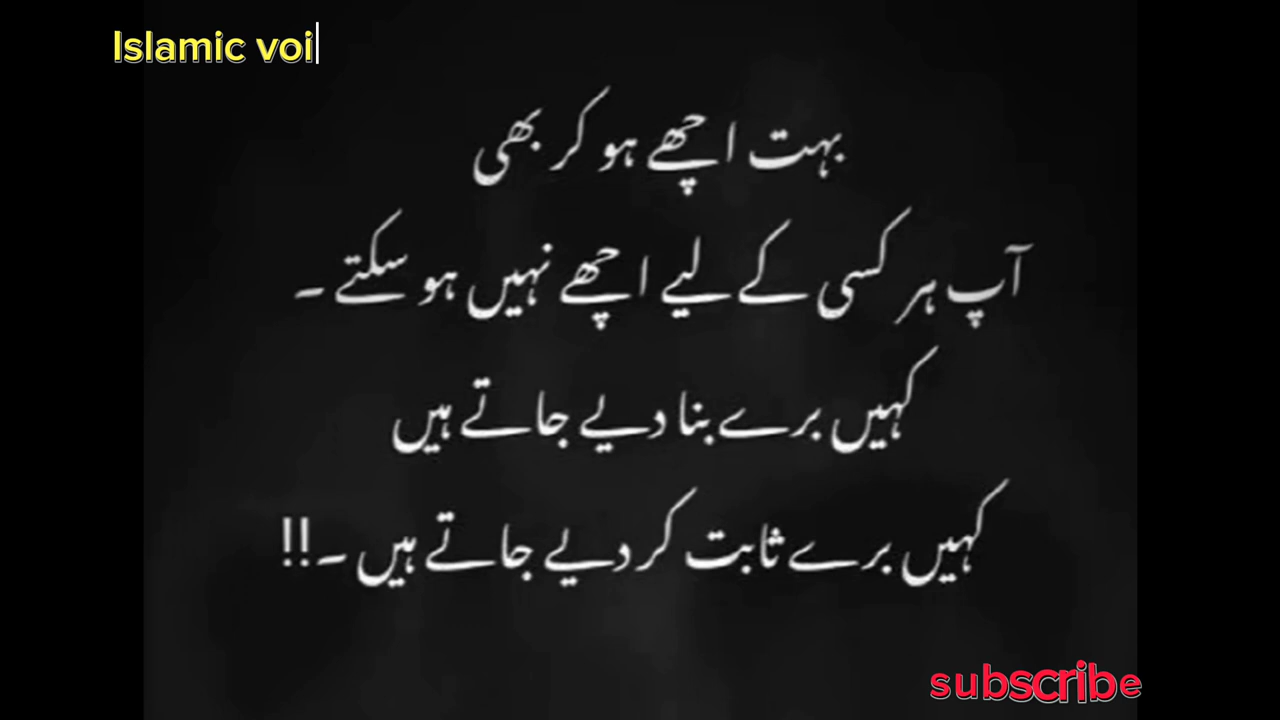 Islamic voi
بہت اچھے ہو کر بھی
آپ ہر کسی کے لیے اچھے نہیں ہو سکتے۔
کہیں برے بنا دیے جاتے ہیں
کہیں برے ثابت کر دیے جاتے ہیں۔!!
subscribe